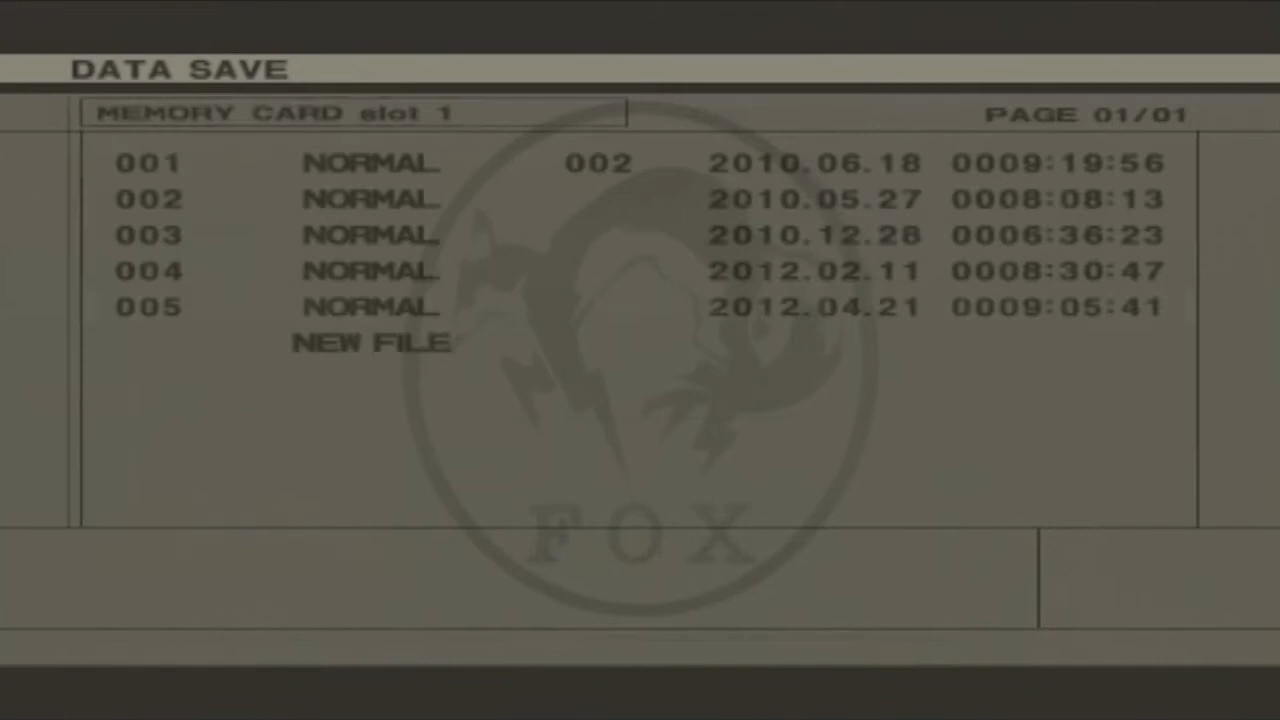 DATA SAVE
MEMORY CARD slot 1 PAGE 01/01
001 NORMAL 002 2010.06.18 0009:19:56
002 NORMAL 2010.05.27 0008:08:13
003 NORMAL 2010.12.28 0006:36:23
004 NORMAL 2012.02.11 0008:30:47
005 NORMAL 2012.04.21 0009:05:41
NEW FILE
FOX